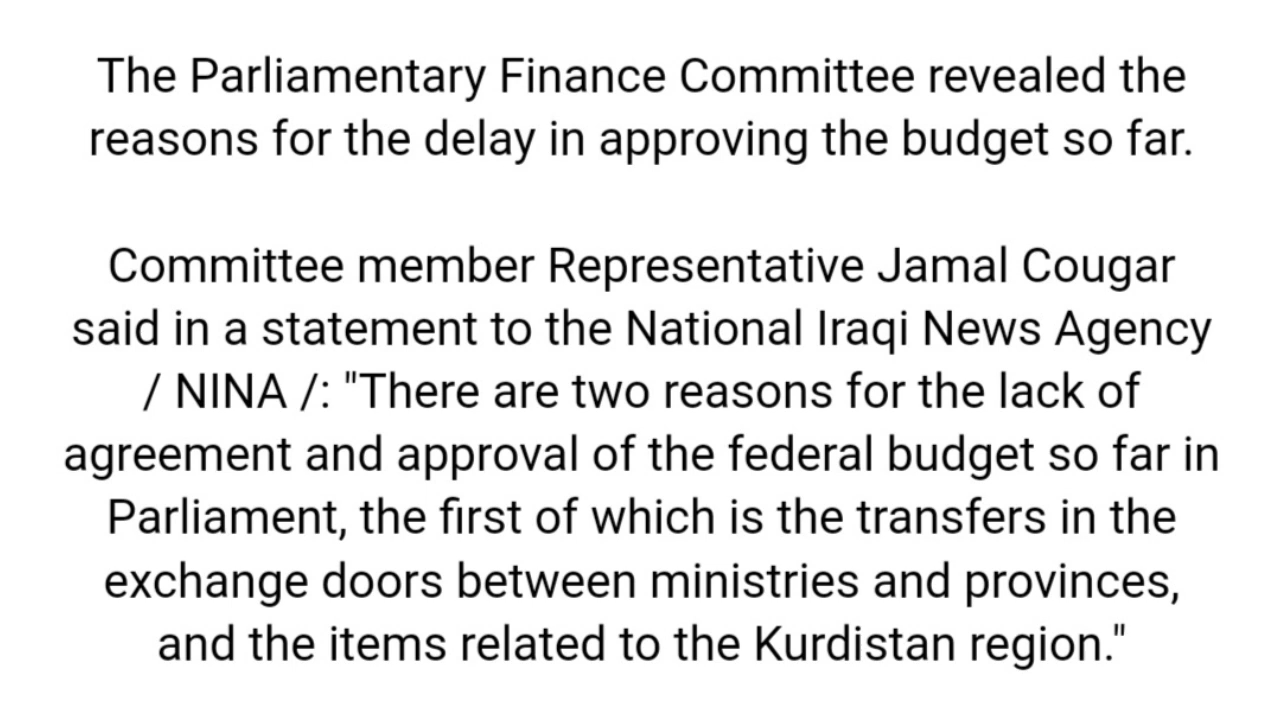 The Parliamentary Finance Committee revealed the
reasons for the delay in approving the budget so far.
Committee member Representative Jamal Cougar
said in a statement to the National Iraqi News Agency
/ NINA /: "There are two reasons for the lack of
agreement and approval of the federal budget so far in
Parliament, the first of which is the transfers in the
exchange doors between ministries and provinces,
and the items related to the Kurdistan region."